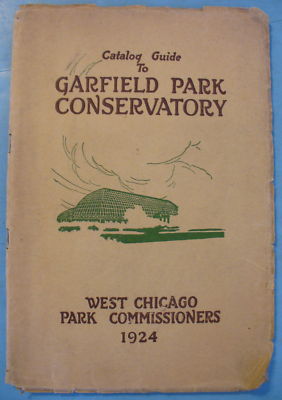 Catalog Guide
To
GARFIELD PARK
CONSERVATORY
WEST CHICAGO
PARK COMMISSIONERS
1924